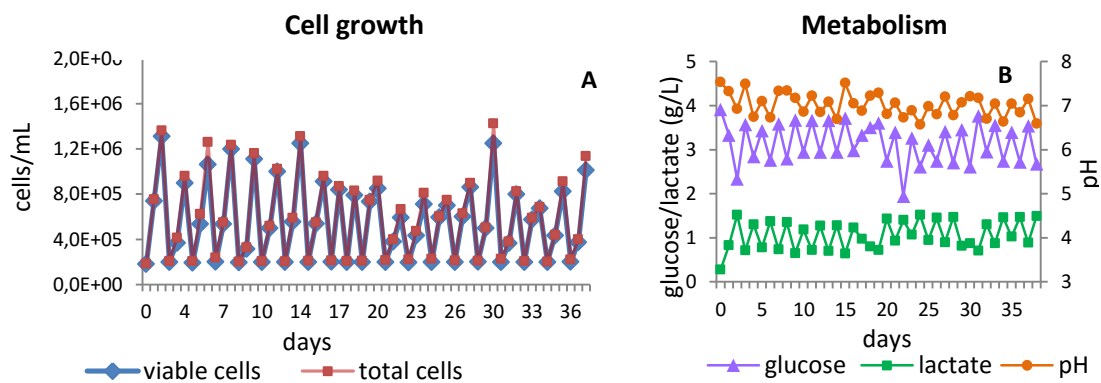 Cell growth
2,0E+06
1,6E+06
1,2E+06
8,0E+05
4,0E+05
0,0E+00
cells/mL
A
0 4 7 10 14 17 20 23 26 30 33 36
days
viable cells total cells
Metabolism
5
4
3
2
1
0
glucose/lactate (g/L)
B
8
7
6
5
4
3
pH
0 5 10 15 20 25 30 35
days
glucose lactate pH